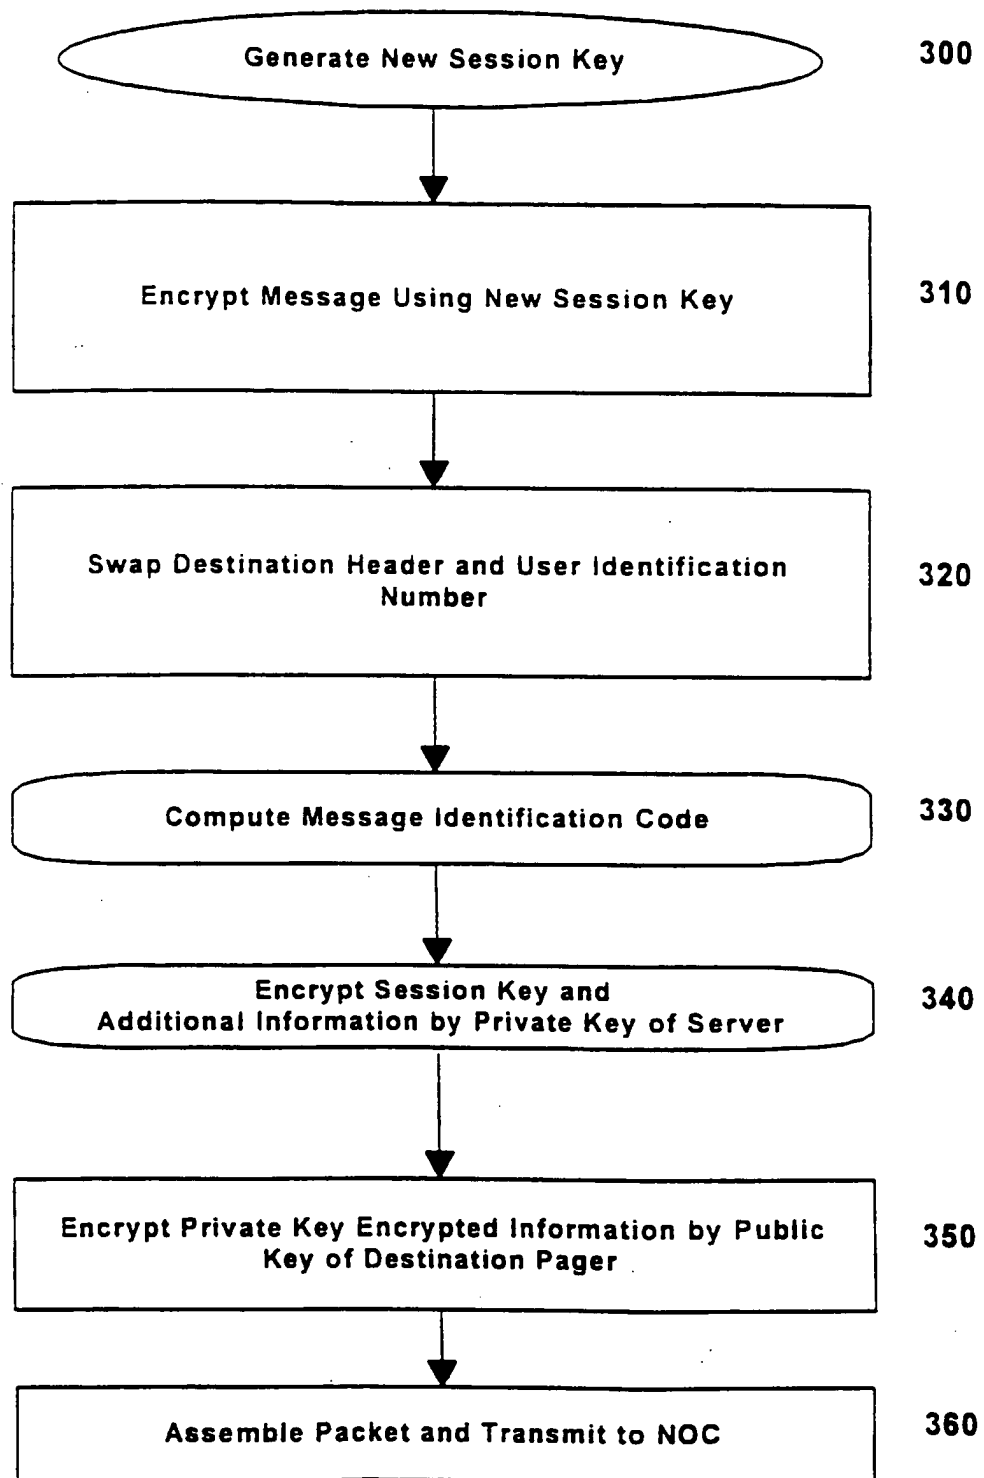 Generate New Session Key
300
Encrypt Message Using New Session Key
310
Swap Destination Header and User Identification
Number
320
Compute Message Identification Code
330
Encrypt Session Key and
Additional Information by Private Key of Server
340
Encrypt Private Key Encrypted Information by Public
Key of Destination Pager
350
Assemble Packet and Transmit to NOC
360